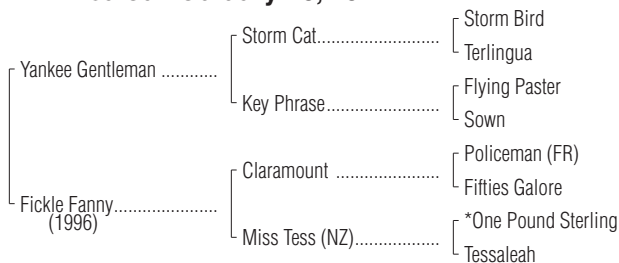 Storm Bird
Storm Cat..............................
Terlingua
Yankee Gentleman ............
Flying Paster
Key Phrase............................
Sown
Policeman (FR)
Claramount ..........................
Fifties Galore
Fickle Fanny..........................
(1996)
*One Pound Sterling
Miss Tess (NZ).....................
Tessaleah